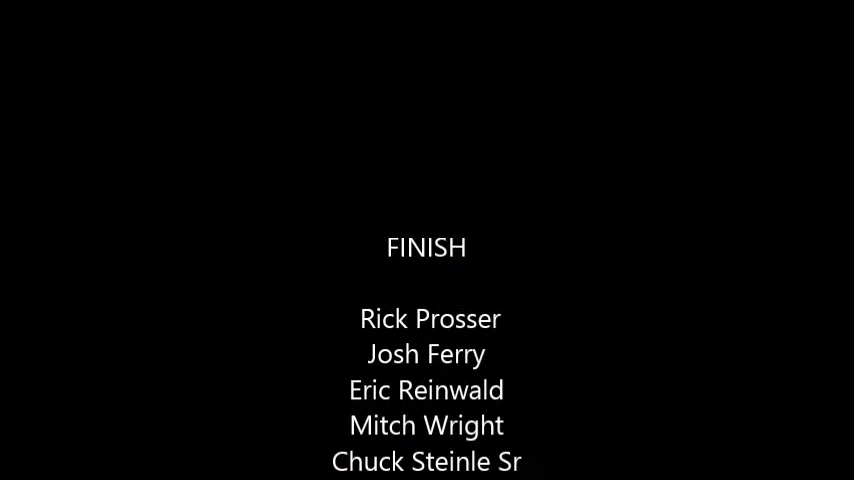 FINISH
Rick Prosser
Josh Ferry
Eric Reinwald
Mitch Wright
Chuck Steinle Sr